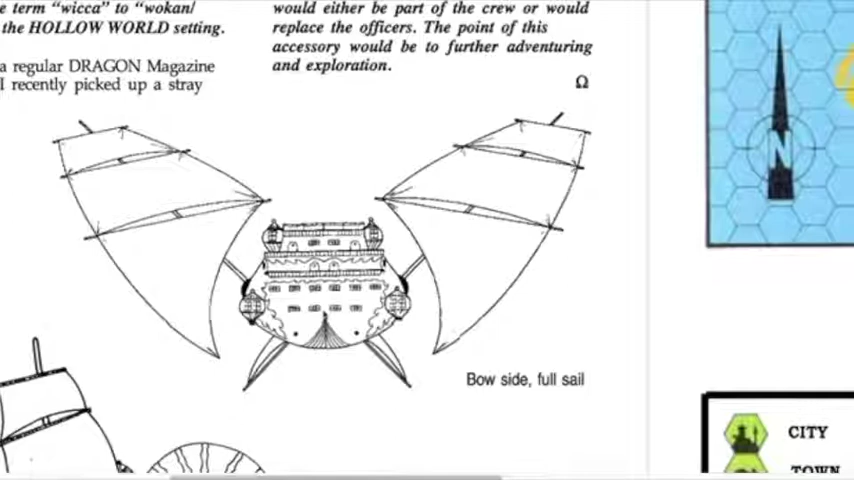 e term “wicca” to “wokan/
the HOLLOW WORLD setting.
a regular DRAGON Magazine
I recently picked up a stray
would either be part of the crew or would
replace the officers. The point of this
accessory would be to further adventuring
and exploration.
Ω
Bow side, full sail
N
CITY
TOWN